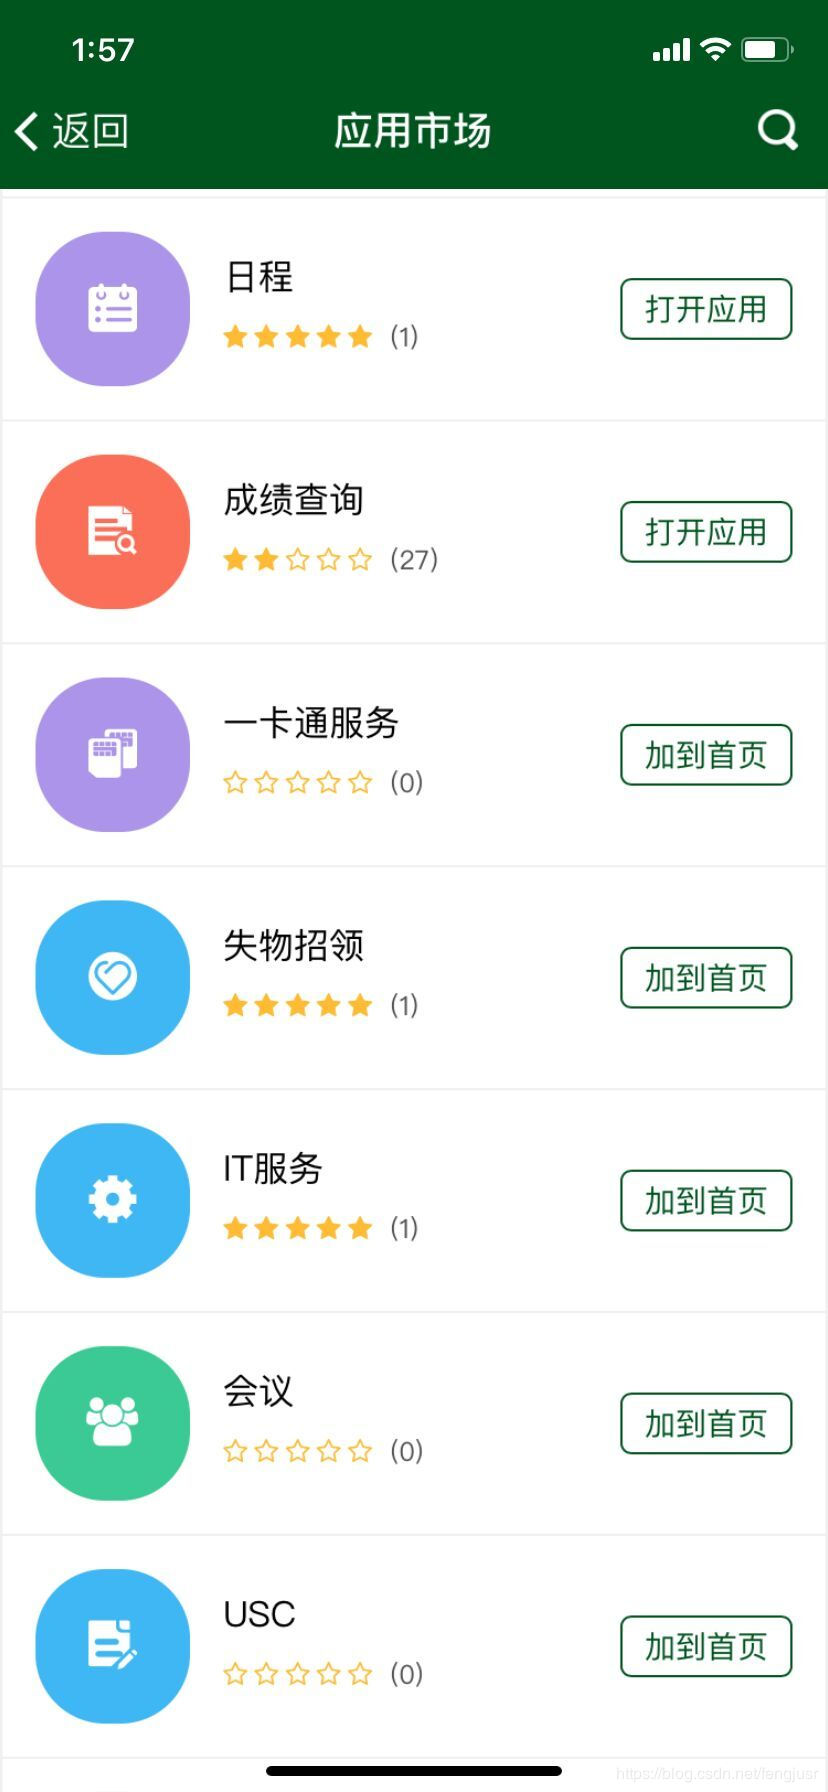 1:57
返回
应用市场
日程
(1)
打开应用
成绩查询
(27)
打开应用
一卡通服务
(0)
加到首页
失物招领
(1)
加到首页
IT服务
(1)
加到首页
会议
(0)
加到首页
USC
(0)
加到首页
https://blog.csdn.net/fengjusr